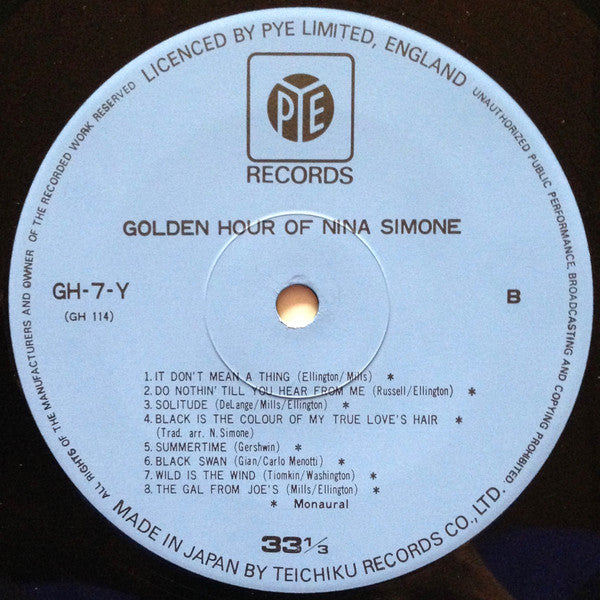 LICENCED BY PYE LIMITED, ENGLAND
UNAUTHORIZED PUBLIC PERFORMANCE, BROADCASTING AND COPYING PROHIBITED.
ALL RIGHTS OF THE MANUFACTURERS AND OWNER OF THE RECORDED WORK RESERVED
PYE
RECORDS
GOLDEN HOUR OF NINA SIMONE
GH-7-Y
(GH 114)
B
1. IT DON'T MEAN A THING (Ellington/Mills) *
2. DO NOTHIN' TILL YOU HEAR FROM ME (Russell/Ellington) *
3. SOLITUDE (DeLange/Mills/Ellington) *
4. BLACK IS THE COLOUR OF MY TRUE LOVE'S HAIR *
(Trad. arr. N. Simone)
5. SUMMERTIME (Gershwin) *
6. BLACK SWAN (Gian/Carlo Menotti) *
7. WILD IS THE WIND (Tiomkin/Washington) *
8. THE GAL FROM JOE'S (Mills/Ellington) *
* Monaural
33 1/3
MADE IN JAPAN BY TEICHIKU RECORDS CO., LTD.